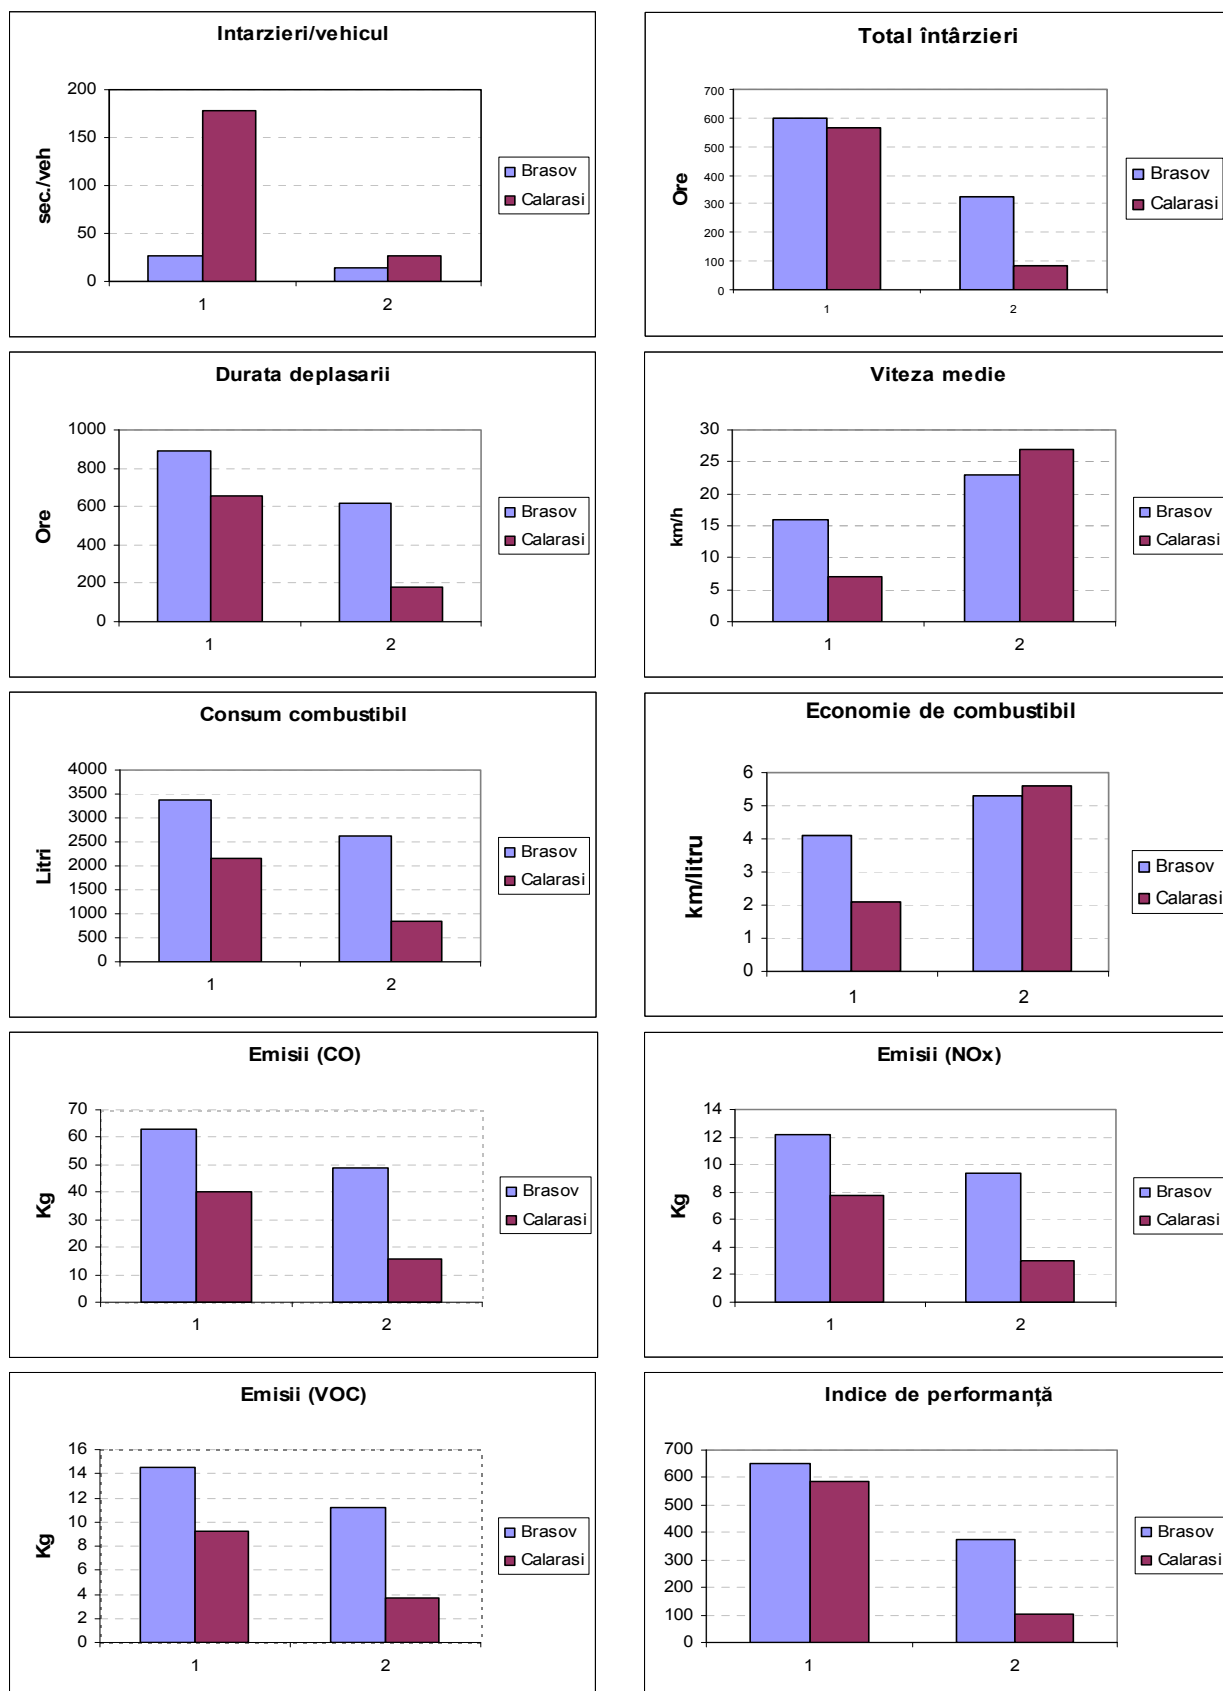 Intarzieri/vehicul
200
150
100
50
0
sec./veh
1 2
Brasov
Calarasi
Total întârzieri
700
600
500
400
300
200
100
0
Ore
1 2
Brasov
Calarasi
Durata deplasarii
1000
800
600
400
200
0
Ore
1 2
Brasov
Calarasi
Viteza medie
30
25
20
15
10
5
0
km/h
1 2
Brasov
Calarasi
Consum combustibil
4000
3500
3000
2500
2000
1500
1000
500
0
Litri
1 2
Brasov
Calarasi
Economie de combustibil
6
5
4
3
2
1
0
km/litru
1 2
Brasov
Calarasi
Emisii (CO)
70
60
50
40
30
20
10
0
Kg
1 2
Brasov
Calarasi
Emisii (NOx)
14
12
10
8
6
4
2
0
Kg
1 2
Brasov
Calarasi
Emisii (VOC)
16
14
12
10
8
6
4
2
0
Kg
1 2
Brasov
Calarasi
Indice de performanță
700
600
500
400
300
200
100
0
1 2
Brasov
Calarasi